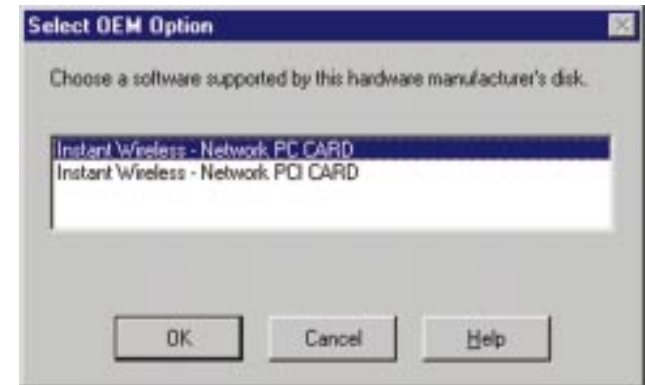 Select OEM Option
Choose a software supported by this hardware manufacturer's disk.
Instant Wireless - Network PC CARD
Instant Wireless - Network PCI CARD
OK
Cancel
Help